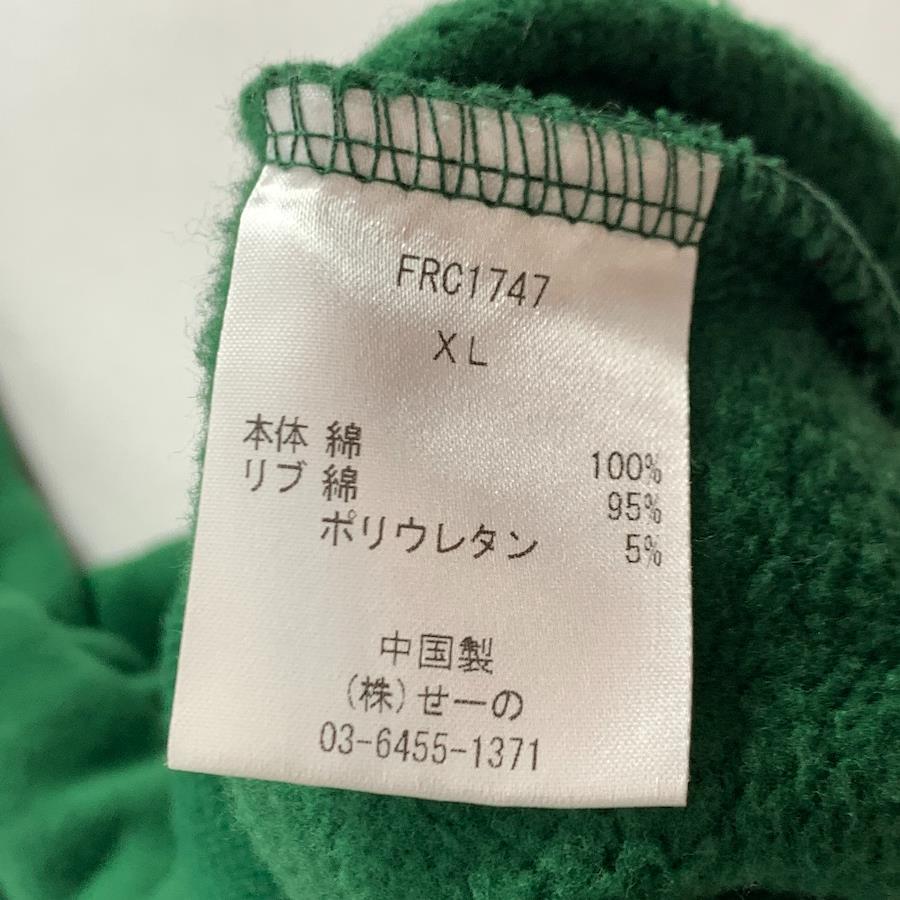 FRC1747
XL
本体 綿 100%
リブ 綿 95%
ポリウレタン 5%
中国製
(株)せーの
03-6455-1371